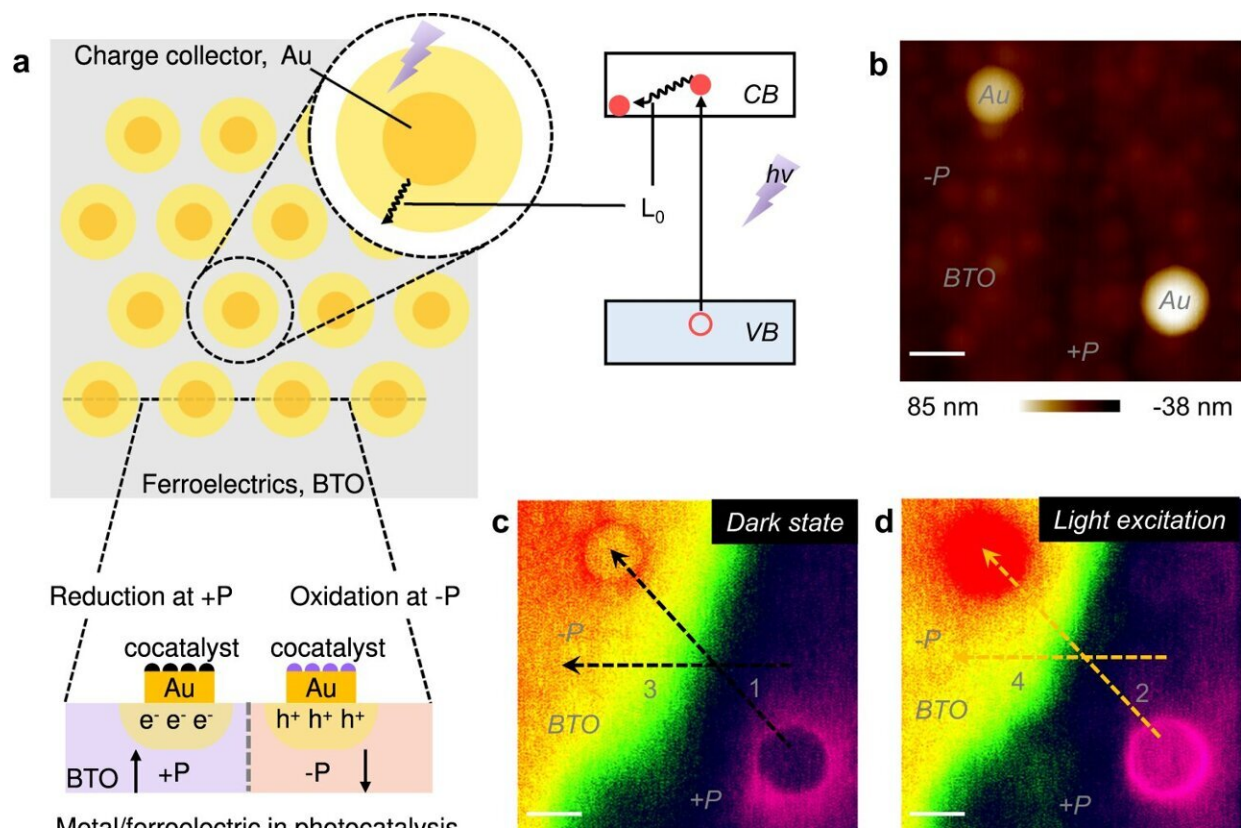 a
Charge collector, Au
CB
hv
L₀
VB
Ferroelectrics, BTO
Reduction at +P
Oxidation at -P
cocatalyst
cocatalyst
Au
Au
e⁻ e⁻ e⁻
h⁺ h⁺ h⁺
BTO
+P
-P
Metal/ferroelectric in photocatalysis
b
Au
-P
BTO
Au
+P
85 nm
-38 nm
c
Dark state
-P
3
1
BTO
+P
d
Light excitation
-P
4
2
BTO
+P